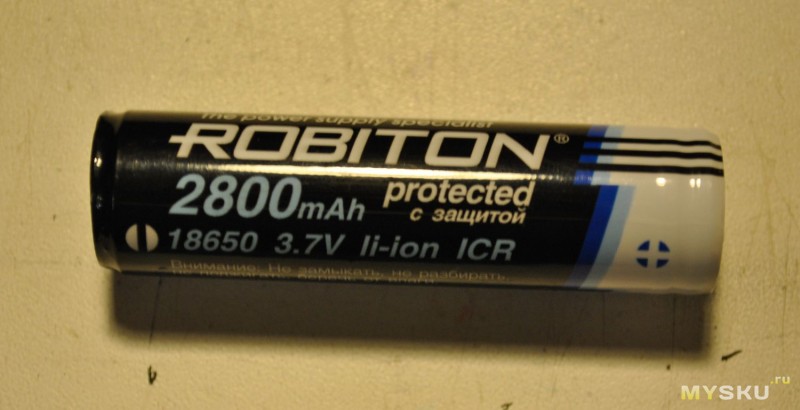 The power supply specialist
ROBITON®
2800mAh
protected
с защитой
18650 3.7V li-ion ICR
Внимание: Не замыкать, не разбирать.
MYSKU.ru